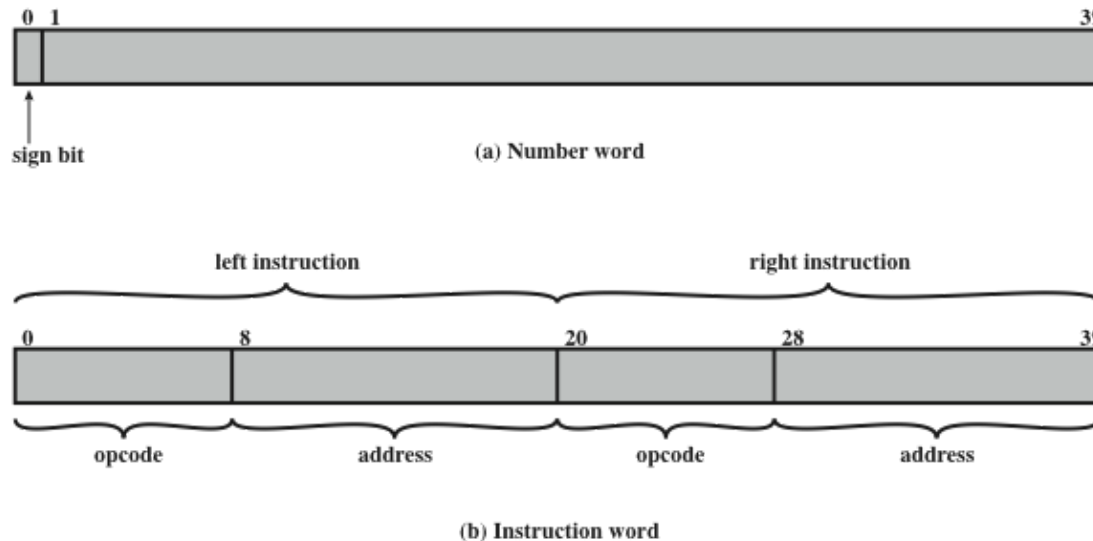 0 1
sign bit
(a) Number word
left instruction right instruction
0 8 20 28
opcode address opcode address
(b) Instruction word